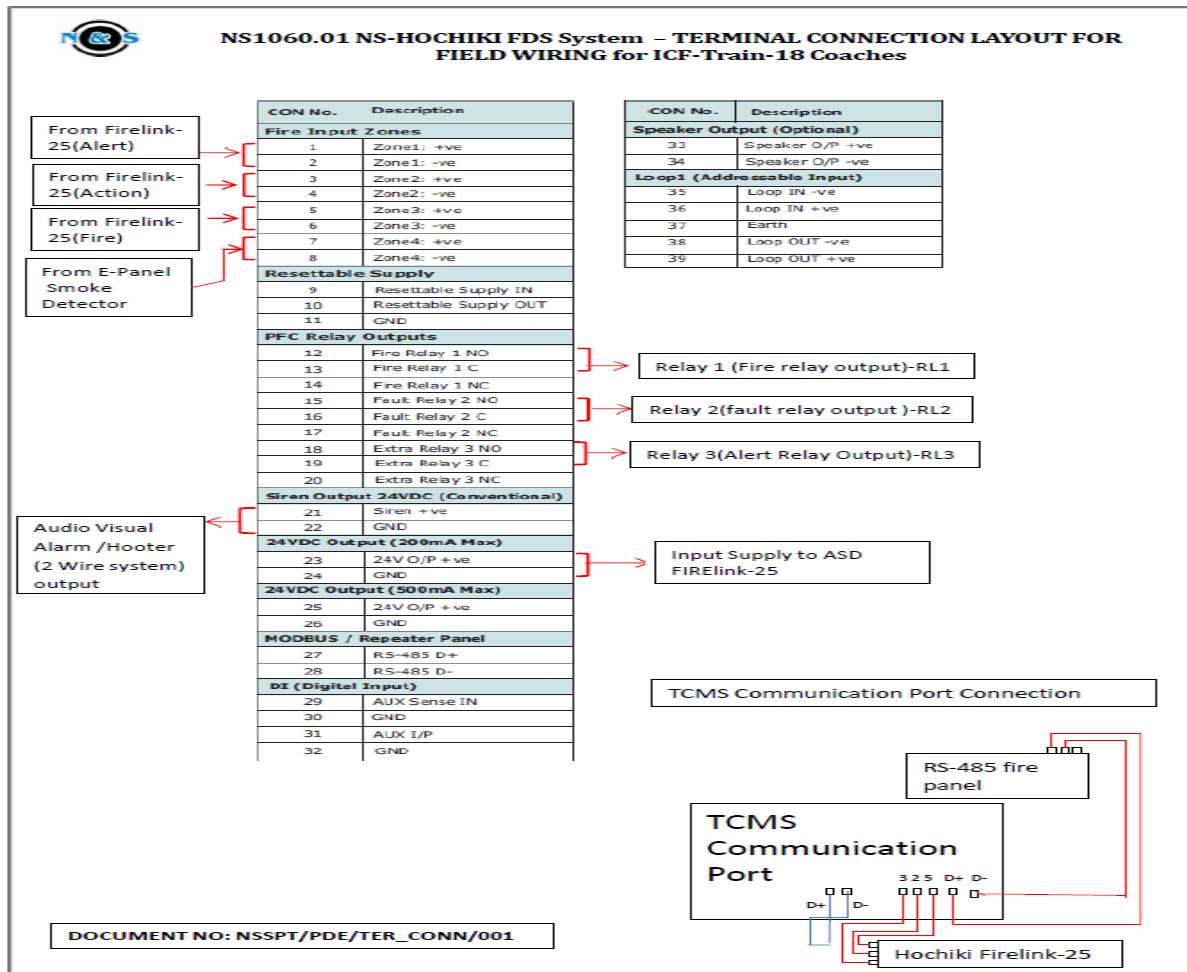 N & S
NS1060.01 NS-HOCHIKI FDS System – TERMINAL CONNECTION LAYOUT FOR
FIELD WIRING for ICF-Train-18 Coaches
From Firelink-
25(Alert)
From Firelink-
25(Action)
From Firelink-
25(Fire)
From E-Panel
Smoke
Detector
Audio Visual
Alarm /Hooter
(2 Wire system)
output
CON No. Description
Fire Input Zones
1 Zone1: +ve
2 Zone1: -ve
3 Zone2: +ve
4 Zone2: -ve
5 Zone3: +ve
6 Zone3: -ve
7 Zone4: +ve
8 Zone4: -ve
Resettable Supply
9 Resettable Supply IN
10 Resettable Supply OUT
11 GND
PFC Relay Outputs
12 Fire Relay 1 NO
13 Fire Relay 1 C
14 Fire Relay 1 NC
15 Fault Relay 2 NO
16 Fault Relay 2 C
17 Fault Relay 2 NC
18 Extra Relay 3 NO
19 Extra Relay 3 C
20 Extra Relay 3 NC
Siren Output 24VDC (Conventional)
21 Siren +ve
22 GND
24VDC Output (200mA Max)
23 24V O/P +ve
24 GND
24VDC Output (500mA Max)
25 24V O/P +ve
26 GND
MODBUS / Repeater Panel
27 RS-485 D+
28 RS-485 D-
DI (Digital Input)
29 AUX Sense IN
30 GND
31 AUX I/P
32 GND
CON No. Description
Speaker Output (Optional)
33 Speaker O/P +ve
34 Speaker O/P -ve
Loop1 (Addressable Input)
35 Loop IN -ve
36 Loop IN +ve
37 Earth
38 Loop OUT -ve
39 Loop OUT +ve
Relay 1 (Fire relay output)-RL1
Relay 2(fault relay output )-RL2
Relay 3(Alert Relay Output)-RL3
Input Supply to ASD
FIRElink-25
TCMS Communication Port Connection
RS-485 fire
panel
TCMS
Communication
Port
3 2 5 D+ D-
D+ D-
Hochiki Firelink-25
DOCUMENT NO: NSSPT/PDE/TER_CONN/001